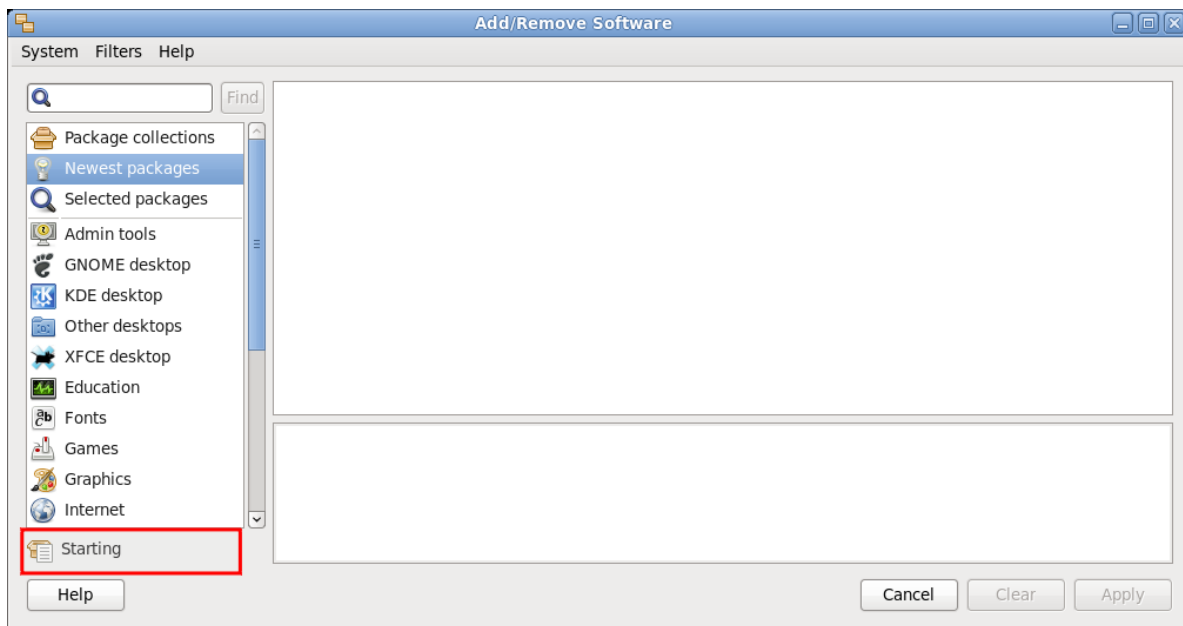 Add/Remove Software
System Filters Help
Find
Package collections
Newest packages
Selected packages
Admin tools
GNOME desktop
KDE desktop
Other desktops
XFCE desktop
Education
Fonts
Games
Graphics
Internet
Starting
Help Cancel Clear Apply